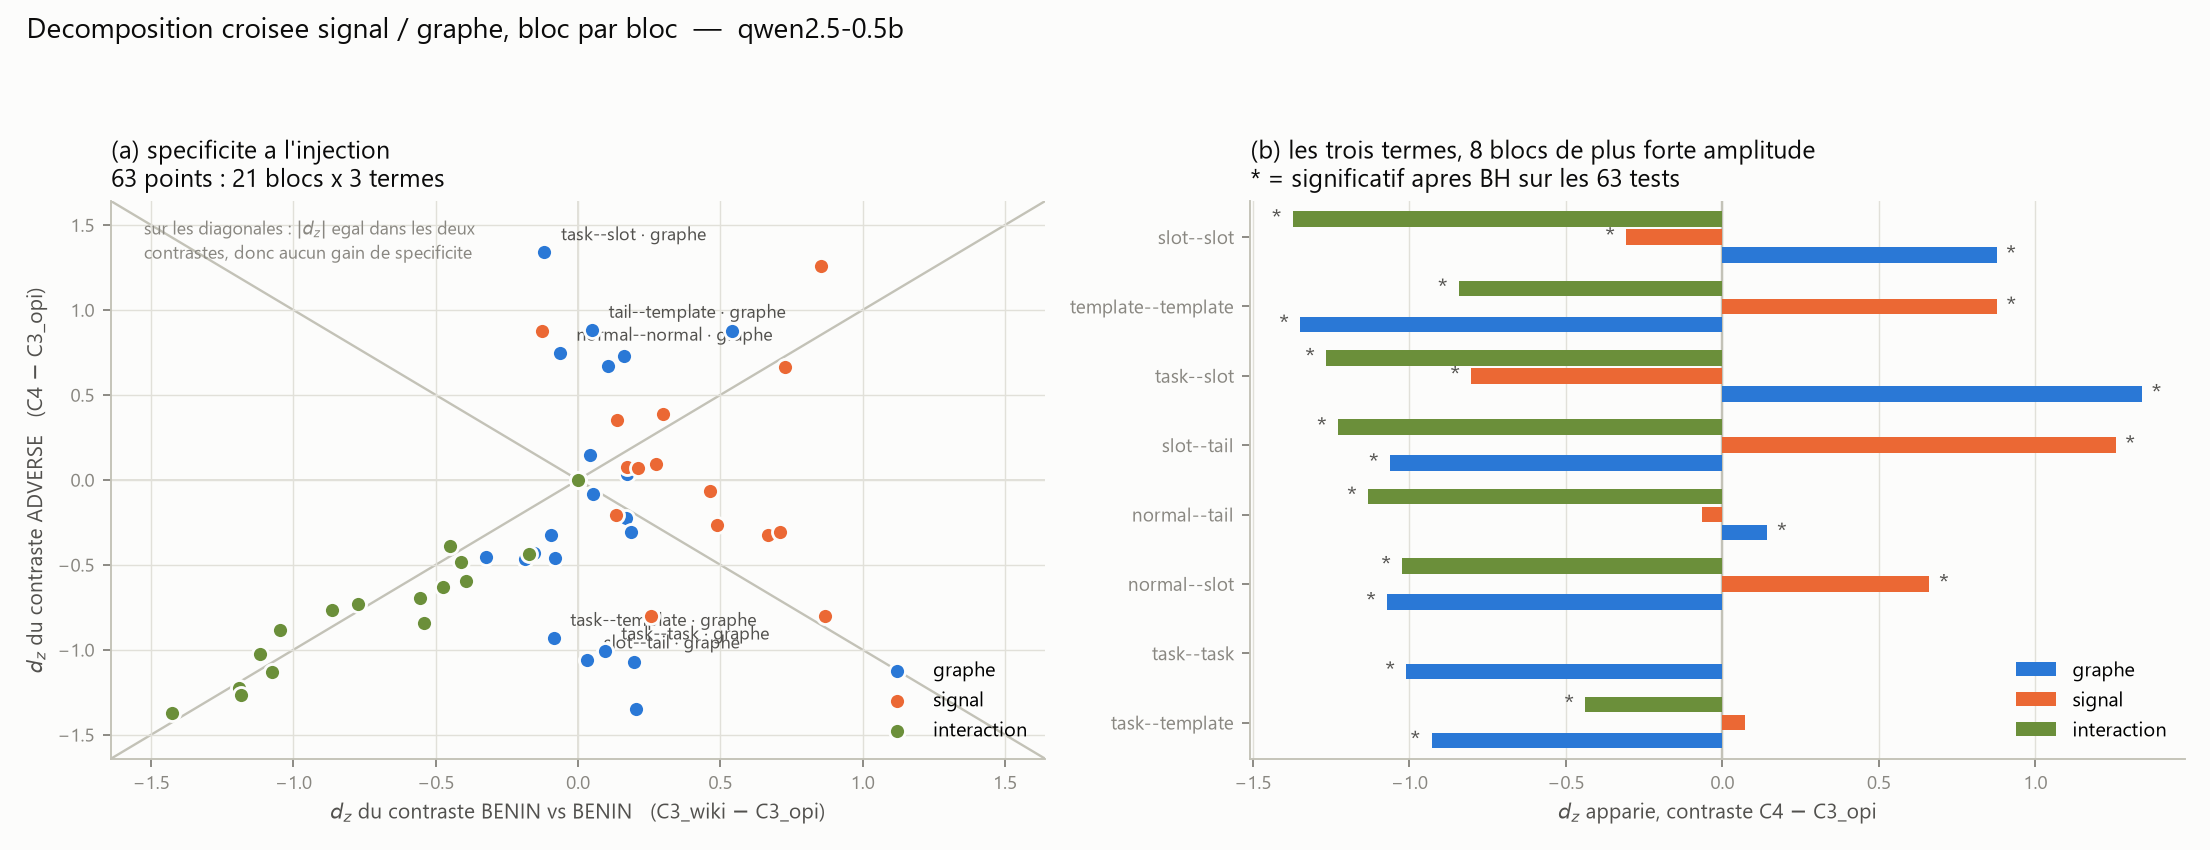 Decomposition croisee signal / graphe, bloc par bloc — qwen2.5-0.5b
(a) specificite a l'injection
63 points : 21 blocs x 3 termes
sur les diagonales : |d_z| egal dans les deux
contrastes, donc aucun gain de specificite
task--slot · graphe
tail--template · graphe
normal--normal · graphe
task--template · graphe
task--task · graphe
slot--tail · graphe
graphe
signal
interaction
1.5
1.0
0.5
0.0
−0.5
−1.0
−1.5
−1.5 −1.0 −0.5 0.0 0.5 1.0 1.5
d_z du contraste ADVERSE (C4 − C3_opi)
d_z du contraste BENIN vs BENIN (C3_wiki − C3_opi)
(b) les trois termes, 8 blocs de plus forte amplitude
* = significatif apres BH sur les 63 tests
slot--slot
template--template
task--slot
slot--tail
normal--tail
normal--slot
task--task
task--template
graphe
signal
interaction
−1.5 −1.0 −0.5 0.0 0.5 1.0
d_z apparie, contraste C4 − C3_opi